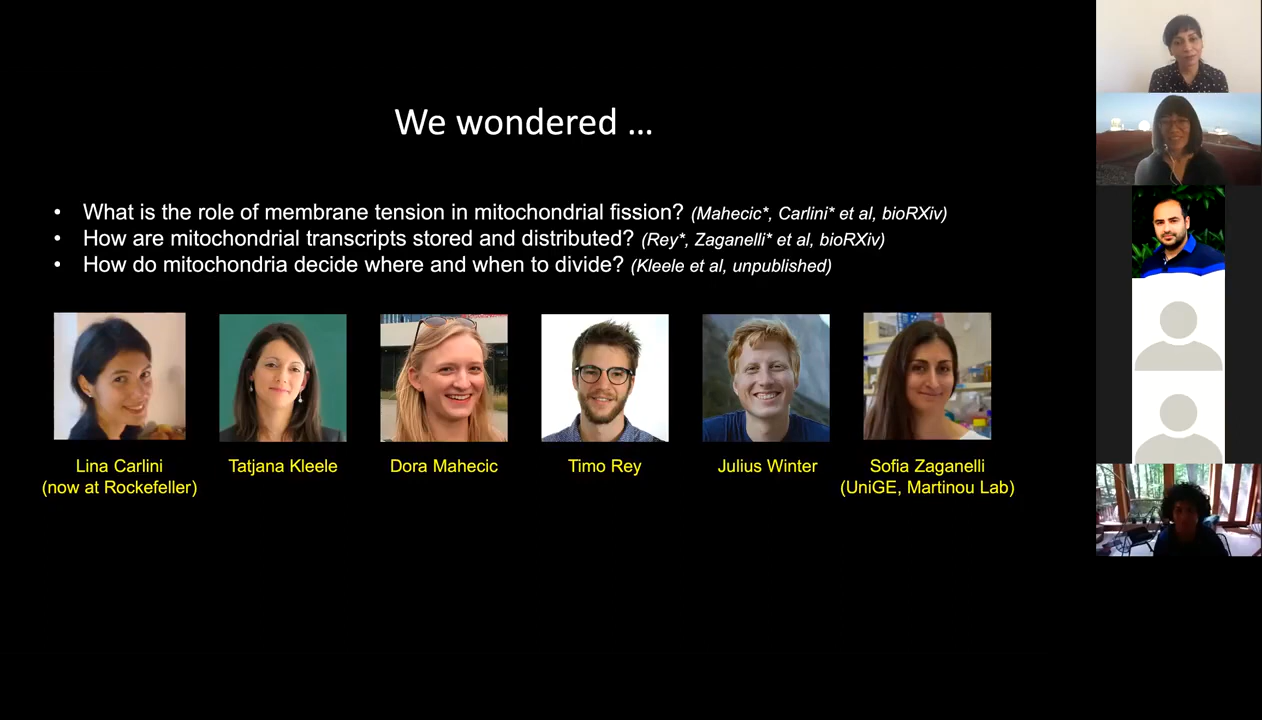 We wondered …
• What is the role of membrane tension in mitochondrial fission? (Mahecic*, Carlini* et al, bioRXiv)
• How are mitochondrial transcripts stored and distributed? (Rey*, Zaganelli* et al, bioRXiv)
• How do mitochondria decide where and when to divide? (Kleele et al, unpublished)
Lina Carlini
(now at Rockefeller)
Tatjana Kleele
Dora Mahecic
Timo Rey
Julius Winter
Sofia Zaganelli
(UniGE, Martinou Lab)